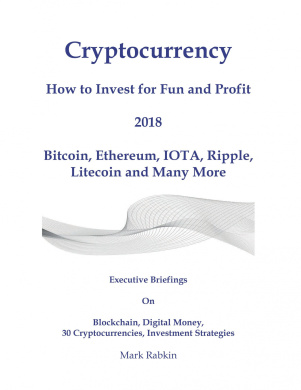 Cryptocurrency
How to Invest for Fun and Profit
2018
Bitcoin, Ethereum, IOTA, Ripple,
Litecoin and Many More
Executive Briefings
On
Blockchain, Digital Money,
30 Cryptocurrencies, Investment Strategies
Mark Rabkin